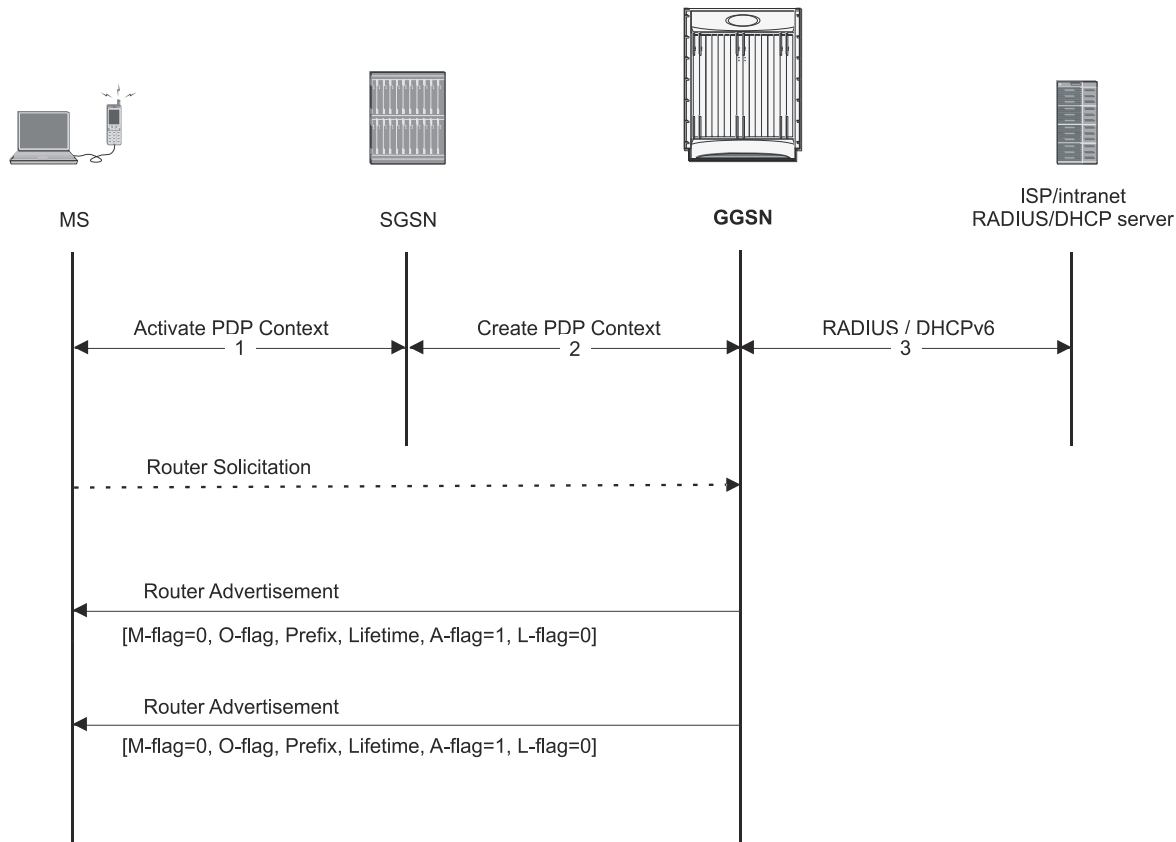 MS
SGSN
GGSN
ISP/intranet
RADIUS/DHCP server
Activate PDP Context
1
Create PDP Context
2
RADIUS / DHCPv6
3
Router Solicitation
Router Advertisement
[M-flag=0, O-flag, Prefix, Lifetime, A-flag=1, L-flag=0]
Router Advertisement
[M-flag=0, O-flag, Prefix, Lifetime, A-flag=1, L-flag=0]